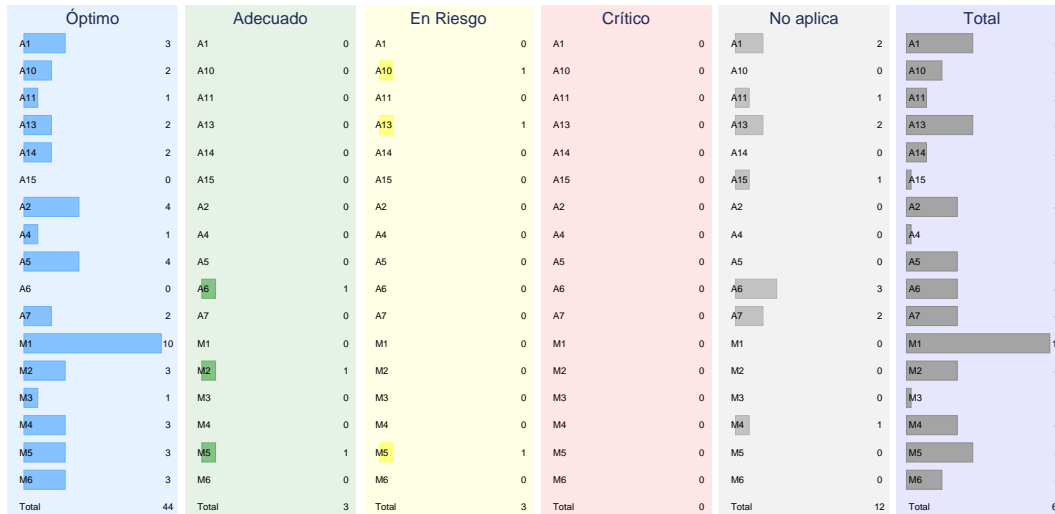 Óptimo Adecuado En Riesgo Crítico No aplica Total
A1 3 A1 0 A1 0 A1 0 A1 2 A1
A10 2 A10 0 A10 1 A10 0 A10 0 A10
A11 1 A11 0 A11 0 A11 0 A11 1 A11
A13 2 A13 0 A13 1 A13 0 A13 2 A13
A14 2 A14 0 A14 0 A14 0 A14 0 A14
A15 0 A15 0 A15 0 A15 0 A15 1 A15
A2 4 A2 0 A2 0 A2 0 A2 0 A2
A4 1 A4 0 A4 0 A4 0 A4 0 A4
A5 4 A5 0 A5 0 A5 0 A5 0 A5
A6 0 A6 1 A6 0 A6 0 A6 3 A6
A7 2 A7 0 A7 0 A7 0 A7 2 A7
M1 10 M1 0 M1 0 M1 0 M1 0 M1 1
M2 3 M2 1 M2 0 M2 0 M2 0 M2
M3 1 M3 0 M3 0 M3 0 M3 0 M3
M4 3 M4 0 M4 0 M4 0 M4 1 M4
M5 3 M5 1 M5 1 M5 0 M5 0 M5
M6 3 M6 0 M6 0 M6 0 M6 0 M6
Total 44 Total 3 Total 3 Total 0 Total 12 Total 6